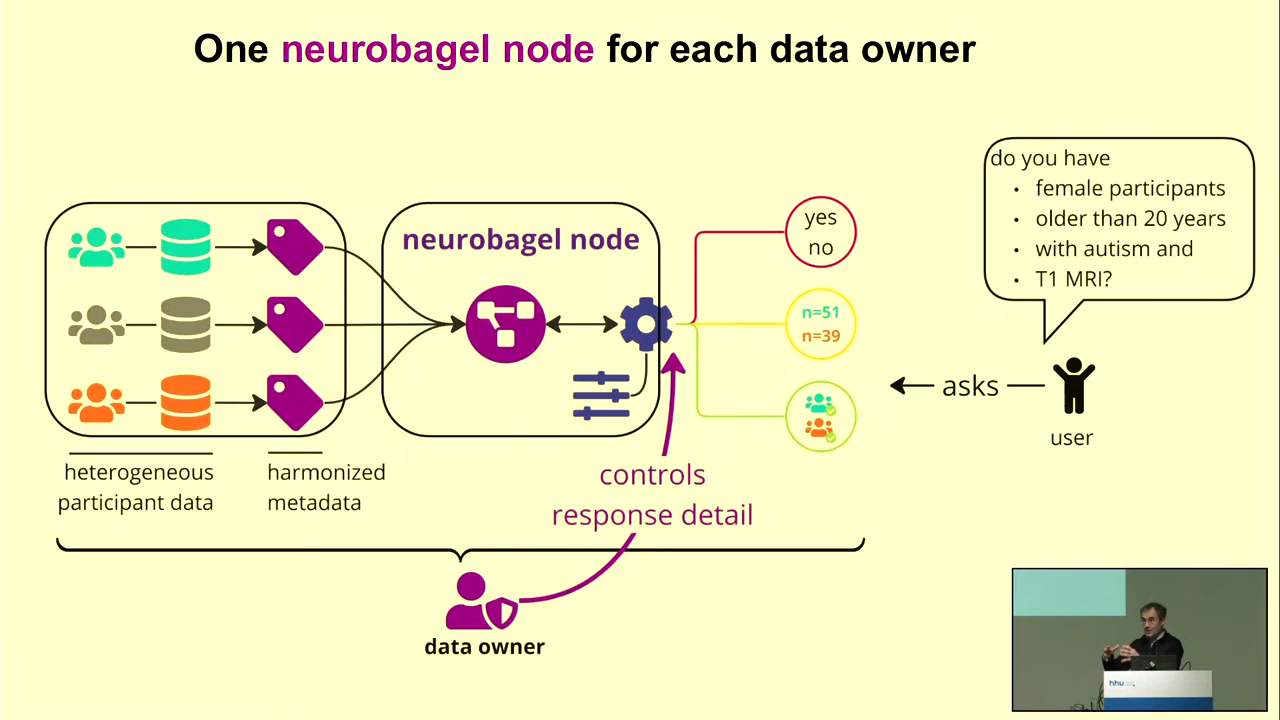 One neurobagel node for each data owner
do you have
• female participants
• older than 20 years
• with autism and
• T1 MRI?
neurobagel node
yes
no
n=51
n=39
asks
user
heterogeneous
participant data
harmonized
metadata
controls
response detail
data owner
hhu